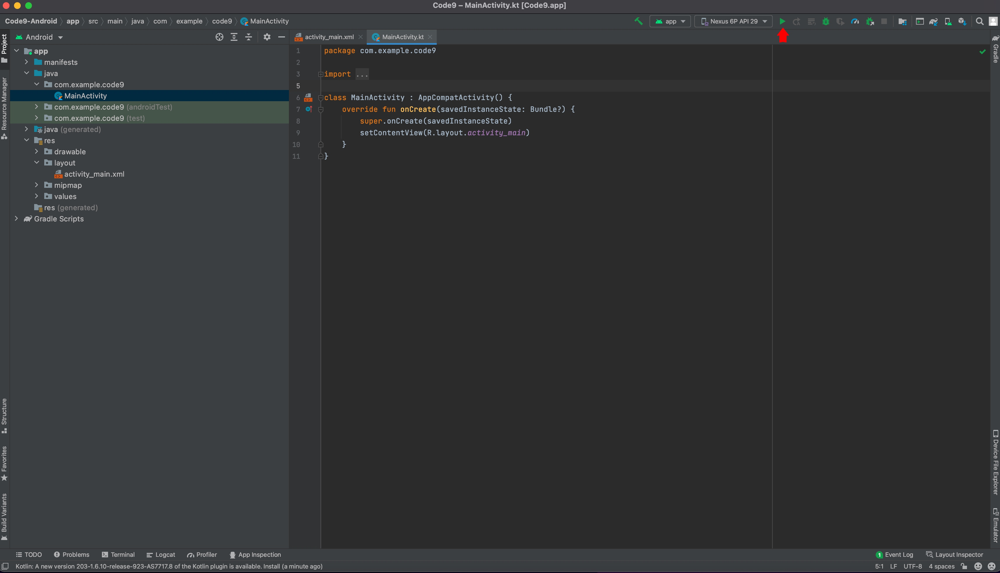 Code9 – MainActivity.kt [Code9.app]
Code9-Android app src main java com example code9 MainActivity
app Nexus 6P API 29
Android
activity_main.xml MainActivity.kt
app
manifests
java
com.example.code9
MainActivity
com.example.code9 (androidTest)
com.example.code9 (test)
java (generated)
res
drawable
layout
activity_main.xml
mipmap
values
res (generated)
Gradle Scripts
1 package com.example.code9
2
3 import ...
5
6 class MainActivity : AppCompatActivity() {
7 override fun onCreate(savedInstanceState: Bundle?) {
8 super.onCreate(savedInstanceState)
9 setContentView(R.layout.activity_main)
10 }
11 }
Project
Resource Manager
Structure
Favorites
Build Variants
Gradle
Device File Explorer
Emulator
TODO Problems Terminal Logcat Profiler App Inspection
1 Event Log Layout Inspector
Kotlin: A new version 203-1.6.10-release-923-AS7717.8 of the Kotlin plugin is available. Install (a minute ago)
5:1 LF UTF-8 4 spaces